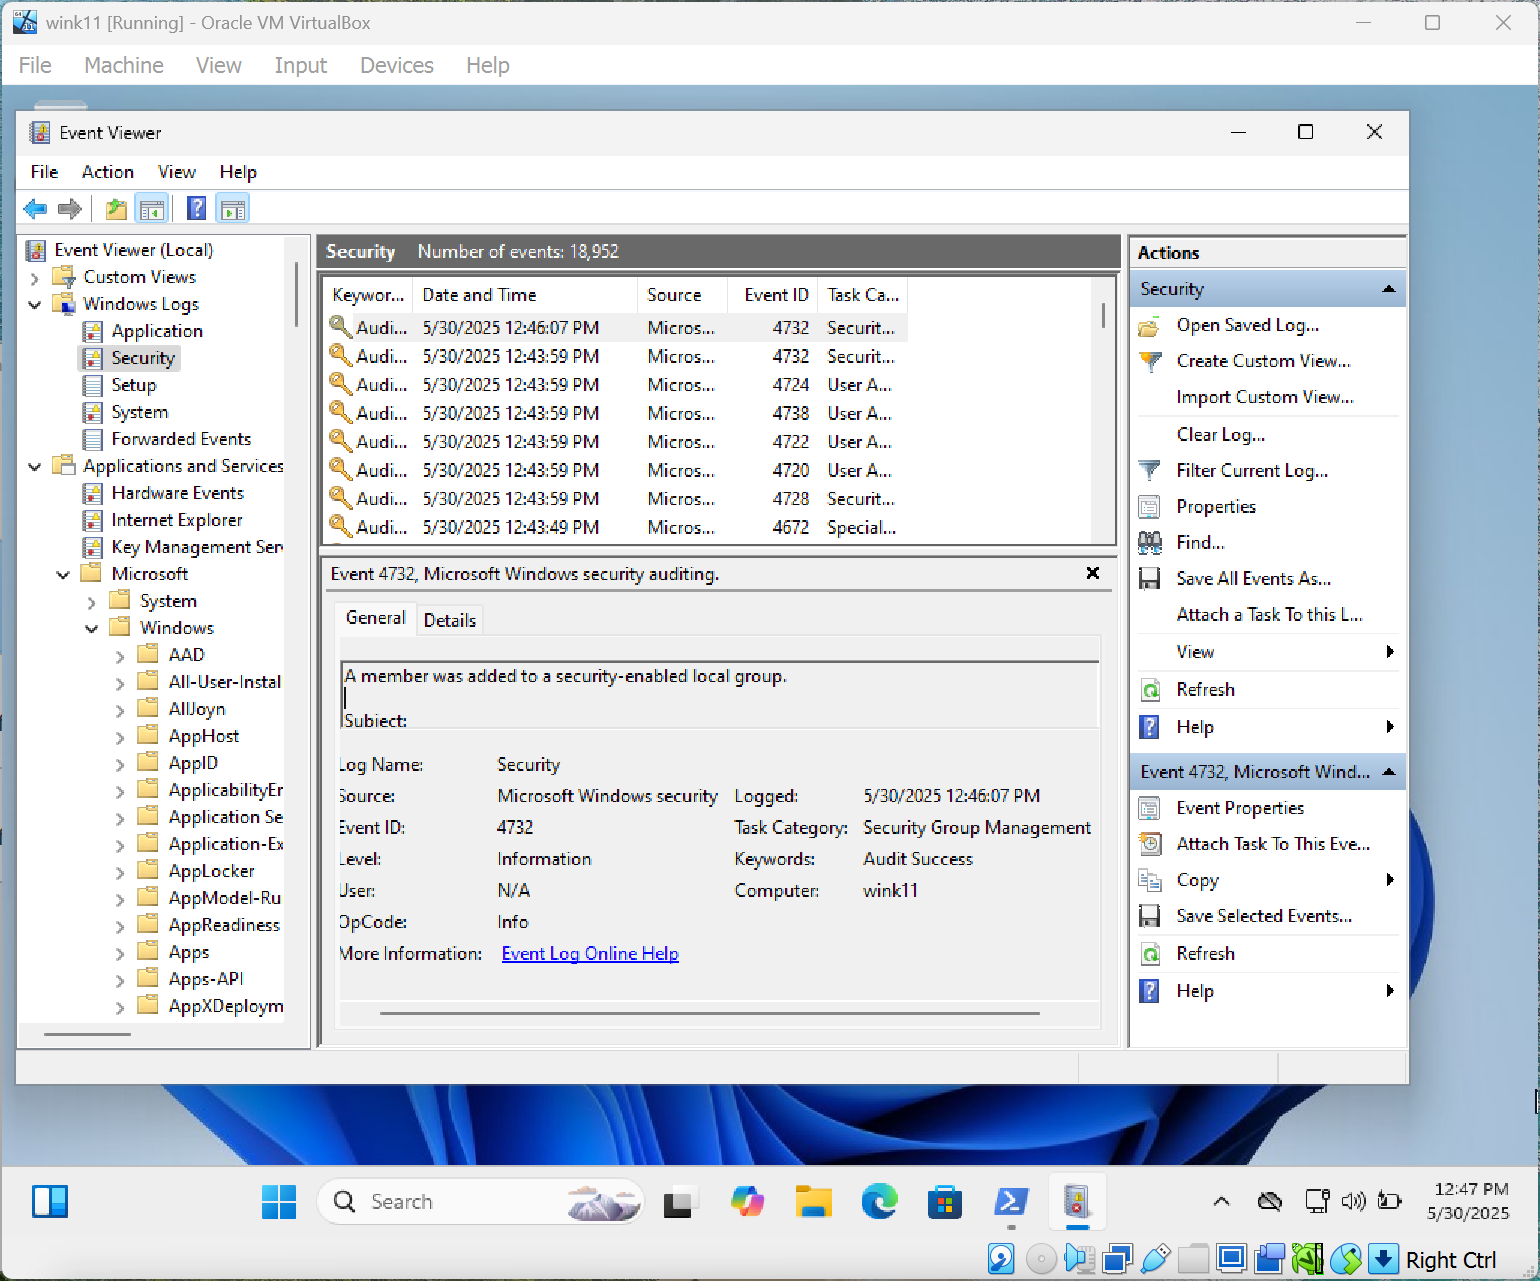 wink11 [Running] - Oracle VM VirtualBox
File Machine View Input Devices Help
Event Viewer
File Action View Help
Event Viewer (Local)
Custom Views
Windows Logs
Application
Security
Setup
System
Forwarded Events
Applications and Services
Hardware Events
Internet Explorer
Key Management Ser
Microsoft
System
Windows
AAD
All-User-Instal
AllJoyn
AppHost
AppID
ApplicabilityEr
Application Se
Application-Ex
AppLocker
AppModel-Ru
AppReadiness
Apps
Apps-API
AppXDeploym
Security Number of events: 18,952
Keywor... Date and Time Source Event ID Task Ca...
Audi... 5/30/2025 12:46:07 PM Micros... 4732 Securit...
Audi... 5/30/2025 12:43:59 PM Micros... 4732 Securit...
Audi... 5/30/2025 12:43:59 PM Micros... 4724 User A...
Audi... 5/30/2025 12:43:59 PM Micros... 4738 User A...
Audi... 5/30/2025 12:43:59 PM Micros... 4722 User A...
Audi... 5/30/2025 12:43:59 PM Micros... 4720 User A...
Audi... 5/30/2025 12:43:59 PM Micros... 4728 Securit...
Audi... 5/30/2025 12:43:49 PM Micros... 4672 Special...
Event 4732, Microsoft Windows security auditing.
General Details
A member was added to a security-enabled local group.
Subject:
Log Name: Security
Source: Microsoft Windows security Logged: 5/30/2025 12:46:07 PM
Event ID: 4732 Task Category: Security Group Management
Level: Information Keywords: Audit Success
User: N/A Computer: wink11
OpCode: Info
More Information: Event Log Online Help
Actions
Security
Open Saved Log...
Create Custom View...
Import Custom View...
Clear Log...
Filter Current Log...
Properties
Find...
Save All Events As...
Attach a Task To this L...
View
Refresh
Help
Event 4732, Microsoft Wind...
Event Properties
Attach Task To This Eve...
Copy
Save Selected Events...
Refresh
Help
Search
12:47 PM
5/30/2025
Right Ctrl